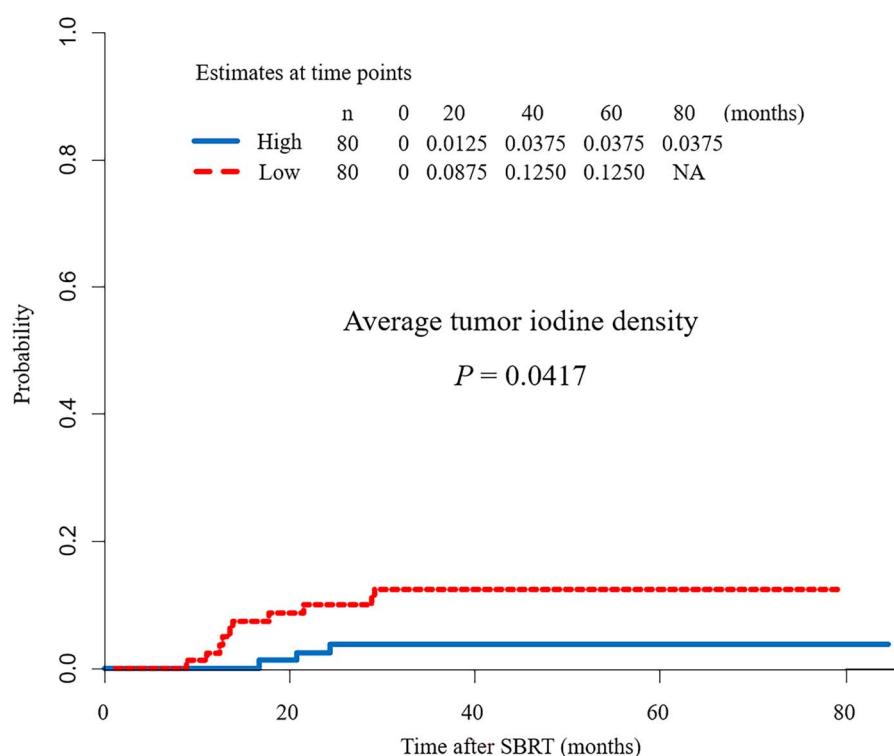 1.0
Estimates at time points
n 0 20 40 60 80 (months)
High 80 0 0.0125 0.0375 0.0375 0.0375
0.8
Low 80 0 0.0875 0.1250 0.1250 NA
0.6
Average tumor iodine density
Probability
P = 0.0417
0.4
0.2
0.0
0 20 40 60 80
Time after SBRT (months)